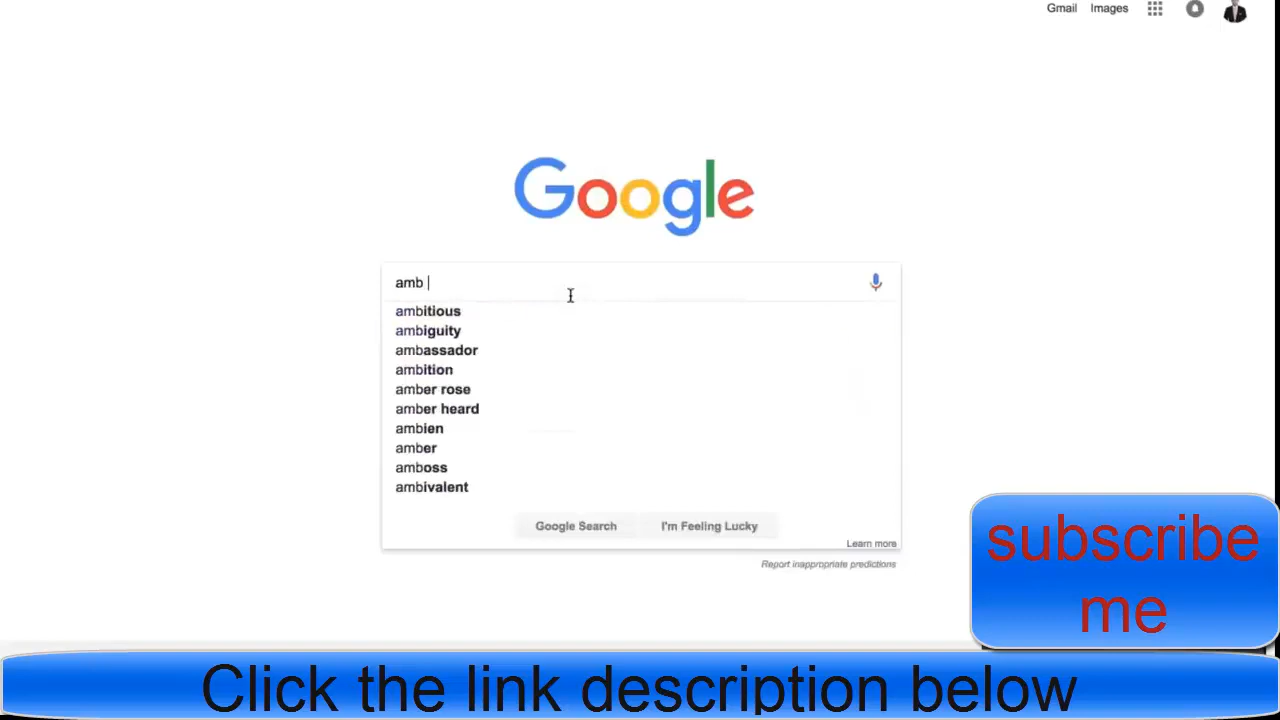 Gmail Images
Google
amb
ambitious
ambiguity
ambassador
ambition
amber rose
amber heard
ambien
amber
amboss
ambivalent
Google Search I'm Feeling Lucky
Learn more
Report inappropriate predictions
subscribe
me
Click the link description below